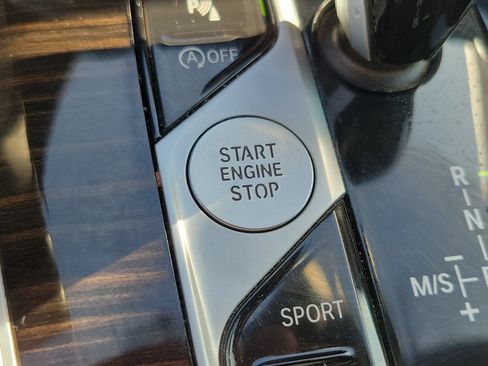 P
A OFF
START
ENGINE
STOP
SPORT
R
N
M/S
−
+